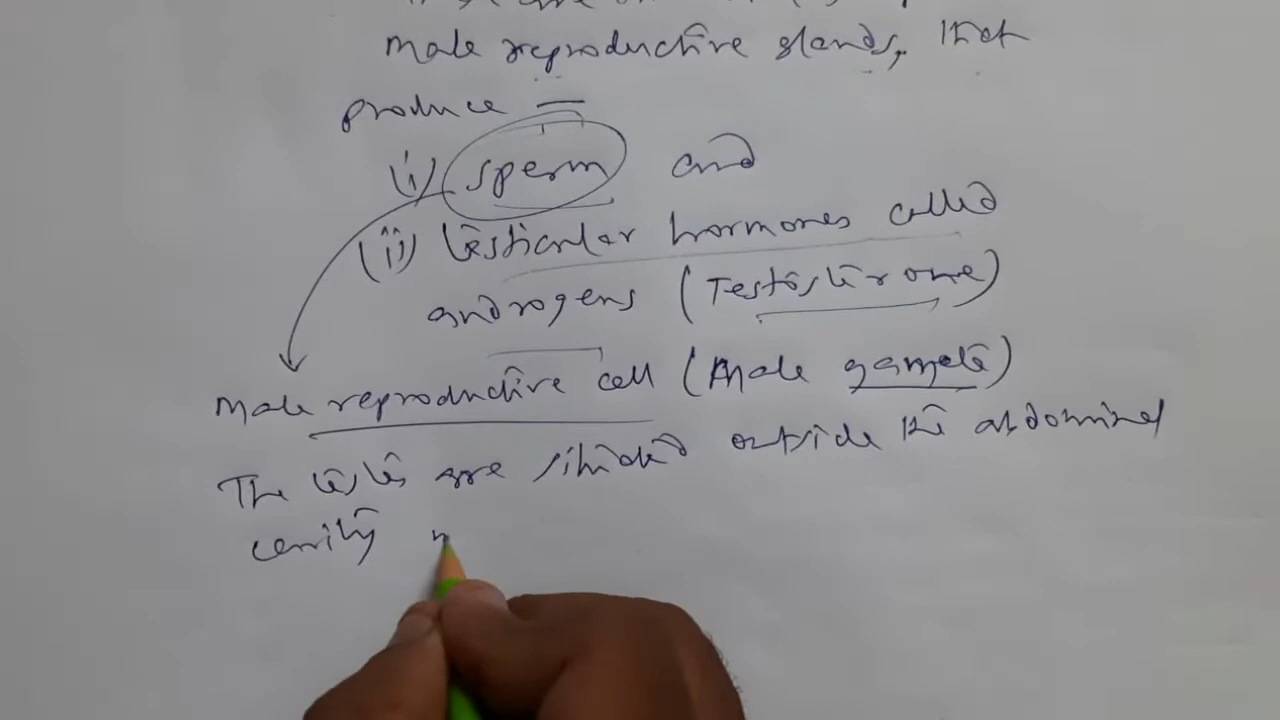 male reproductive glands, that
produce =
(i) sperm and
(ii) testicular hormones called
androgens (Testosterone)
Male reproductive cell (Male gamete)
The testes are situated outside the abdominal
cavity